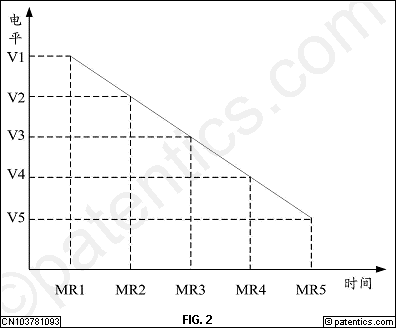 电
平
V1
V2
V3
V4
V5
MR1 MR2 MR3 MR4 MR5 时间
CN103781093 FIG. 2 © patentics.com
©patentics.com